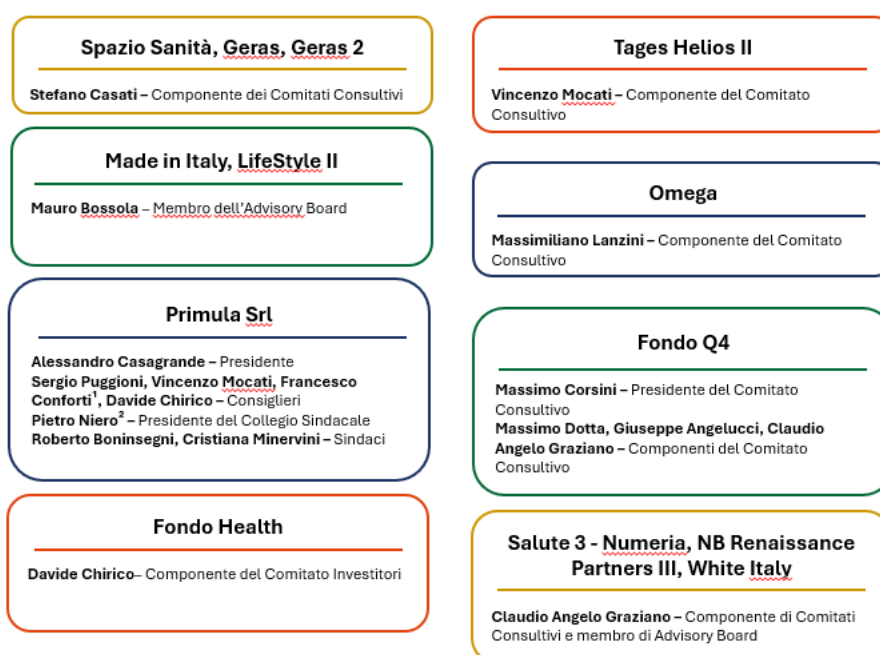 Spazio Sanità, Geras, Geras 2
Stefano Casati – Componente dei Comitati Consultivi
Made in Italy, LifeStyle II
Mauro Bossola – Membro dell'Advisory Board
Primula Srl
Alessandro Casagrande – Presidente
Sergio Puggioni, Vincenzo Mocati, Francesco
Conforti¹, Davide Chirico – Consiglieri
Pietro Niero² – Presidente del Collegio Sindacale
Roberto Boninsegni, Cristiana Minervini – Sindaci
Fondo Health
Davide Chirico– Componente del Comitato Investitori
Tages Helios II
Vincenzo Mocati – Componente del Comitato
Consultivo
Omega
Massimiliano Lanzini – Componente del Comitato
Consultivo
Fondo Q4
Massimo Corsini – Presidente del Comitato
Consultivo
Massimo Dotta, Giuseppe Angelucci, Claudio
Angelo Graziano – Componenti del Comitato
Consultivo
Salute 3 - Numeria, NB Renaissance
Partners III, White Italy
Claudio Angelo Graziano – Componente di Comitati
Consultivi e membro di Advisory Board